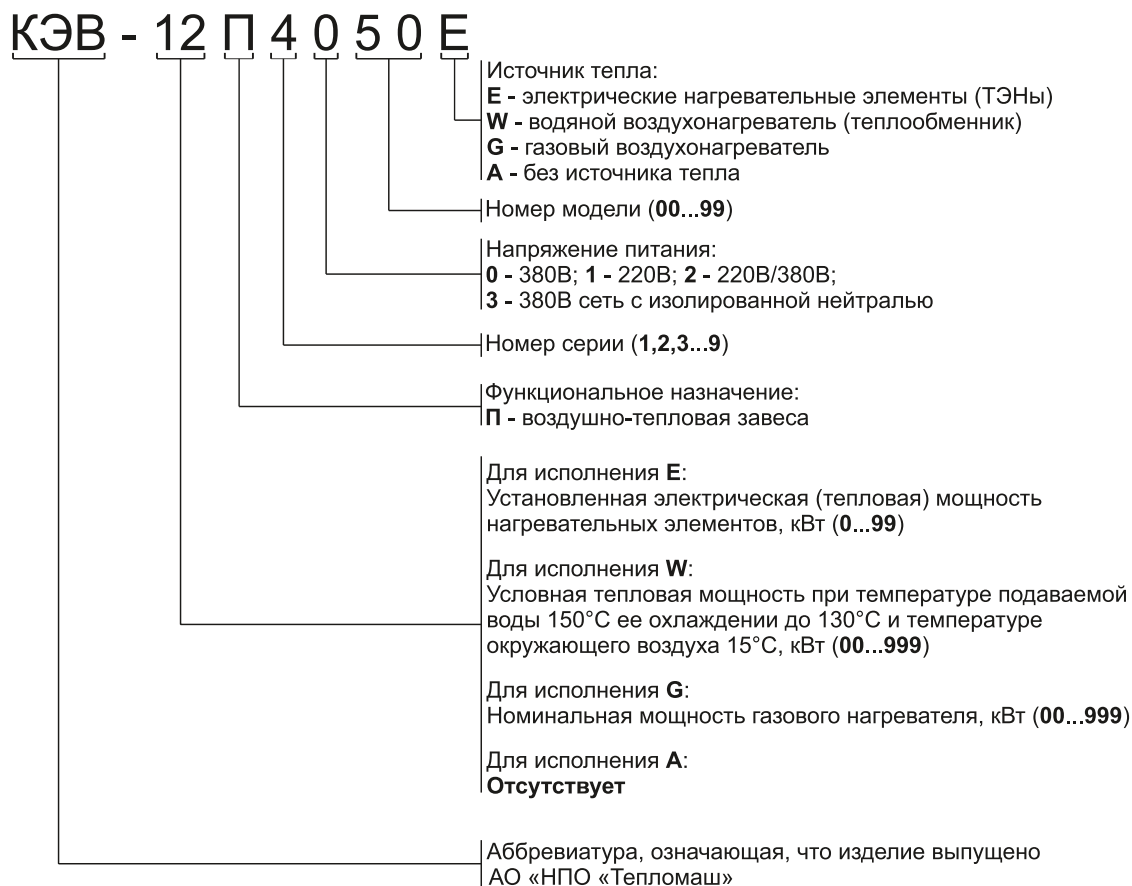 КЭВ - 12 П 4 0 5 0 Е
Источник тепла:
Е - электрические нагревательные элементы (ТЭНы)
W - водяной воздухонагреватель (теплообменник)
G - газовый воздухонагреватель
А - без источника тепла
Номер модели (00...99)
Напряжение питания:
0 - 380В; 1 - 220В; 2 - 220В/380В;
3 - 380В сеть с изолированной нейтралью
Номер серии (1,2,3...9)
Функциональное назначение:
П - воздушно-тепловая завеса
Для исполнения Е:
Установленная электрическая (тепловая) мощность
нагревательных элементов, кВт (0...99)
Для исполнения W:
Условная тепловая мощность при температуре подаваемой
воды 150°С ее охлаждении до 130°С и температуре
окружающего воздуха 15°С, кВт (00...999)
Для исполнения G:
Номинальная мощность газового нагревателя, кВт (00...999)
Для исполнения А:
Отсутствует
Аббревиатура, означающая, что изделие выпущено
АО «НПО «Тепломаш»